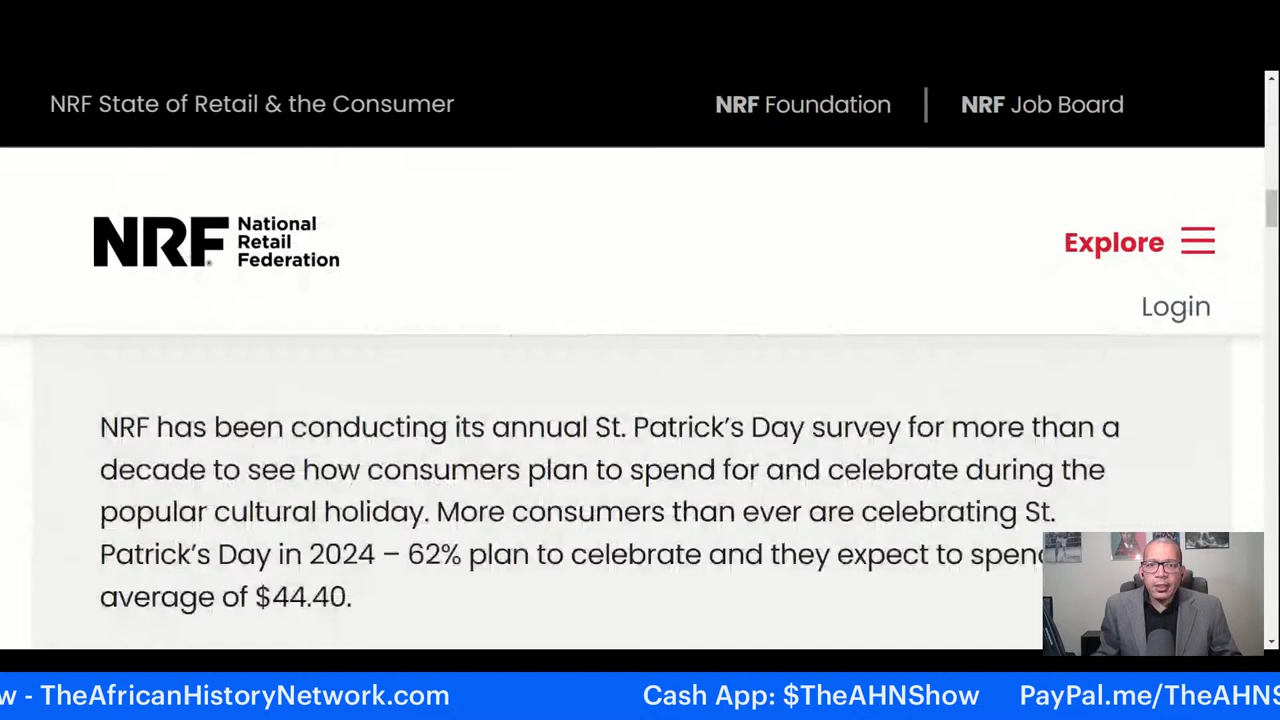 NRF State of Retail & the Consumer
NRF Foundation
NRF Job Board
NRF National
Retail
Federation
Explore
Login
NRF has been conducting its annual St. Patrick’s Day survey for more than a
decade to see how consumers plan to spend for and celebrate during the
popular cultural holiday. More consumers than ever are celebrating St.
Patrick’s Day in 2024 – 62% plan to celebrate and they expect to spend
average of $44.40.
w - TheAfricanHistoryNetwork.com Cash App: $TheAHNShow PayPal.me/TheAHNS